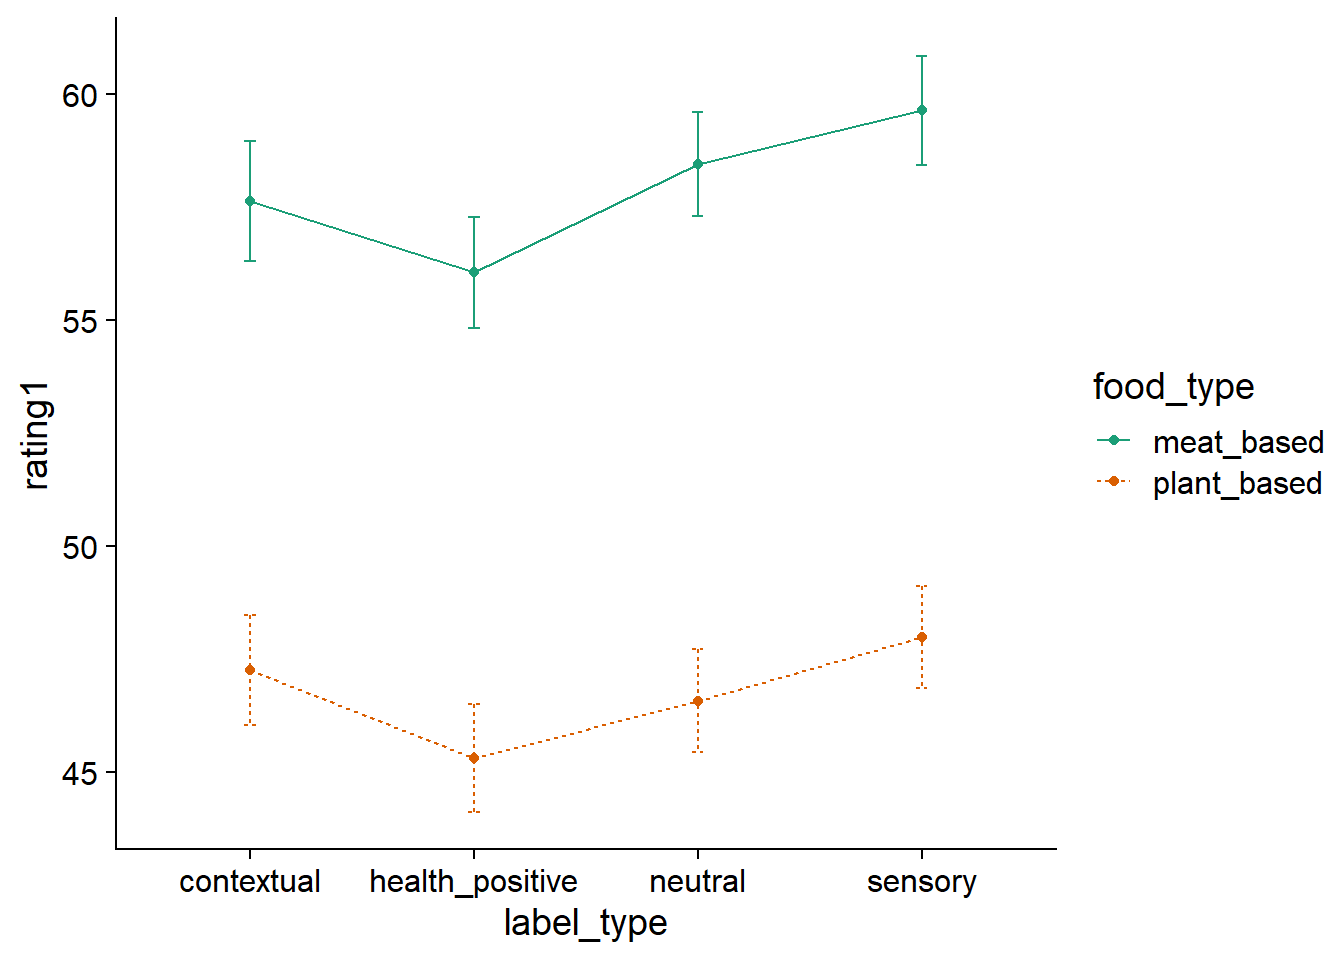 60
55
50
45
rating1
contextual
health_positive
neutral
sensory
label_type
food_type
meat_based
plant_based